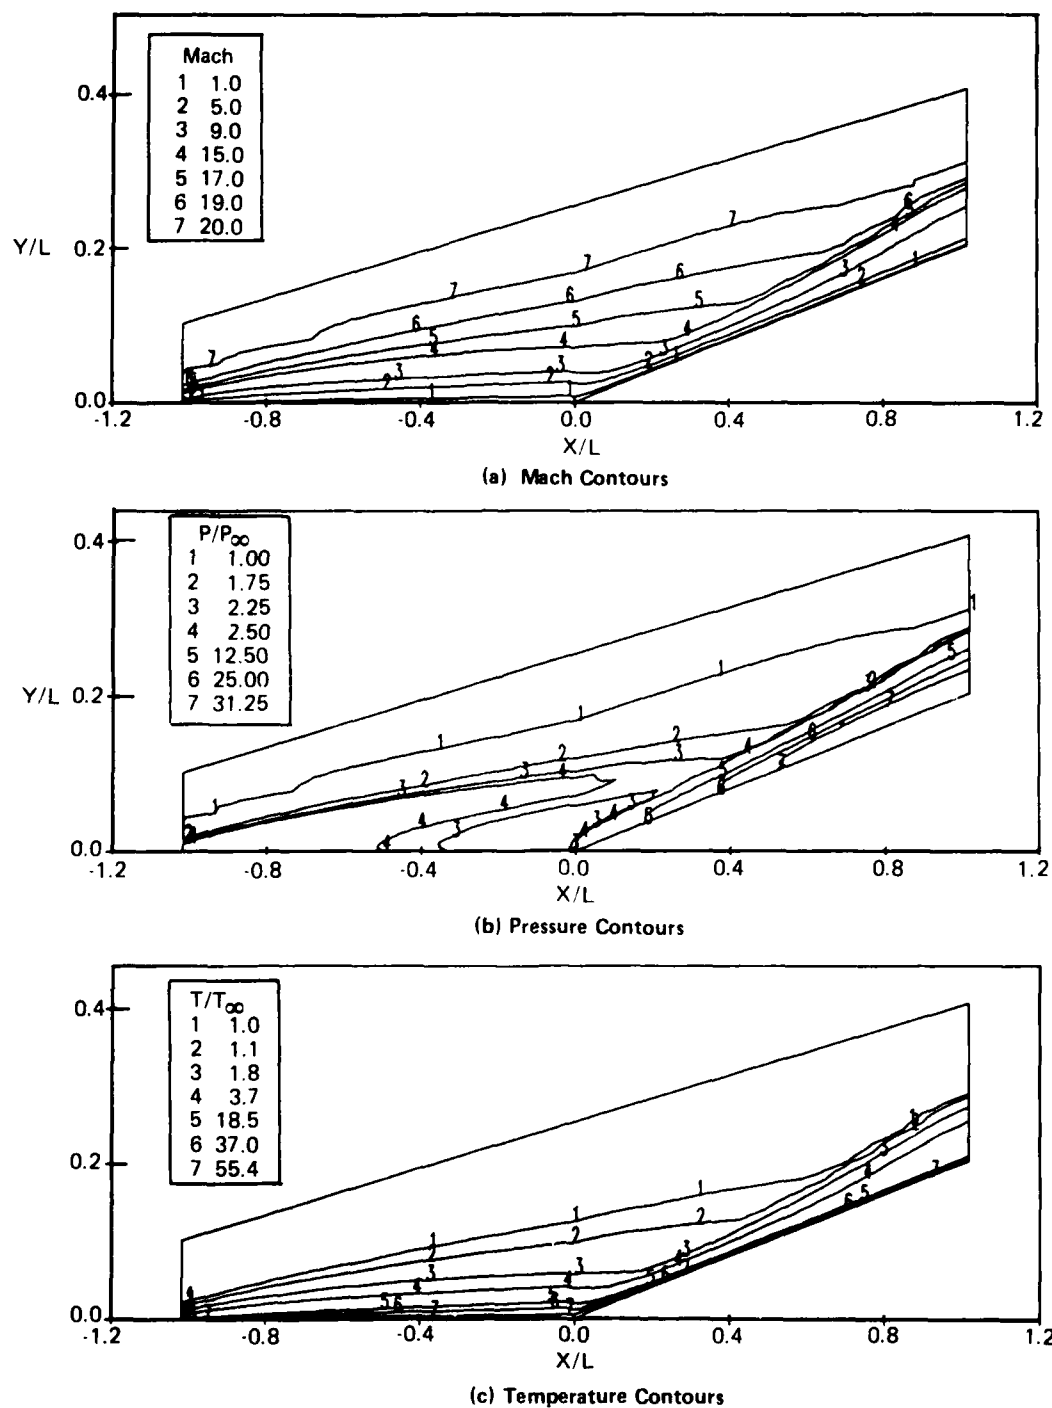 Mach
1 1.0
2 5.0
3 9.0
4 15.0
5 17.0
6 19.0
7 20.0
0.4
Y/L 0.2
0.0
-1.2 -0.8 -0.4 0.0 0.4 0.8 1.2
X/L
(a) Mach Contours
P/P∞
1 1.00
2 1.75
3 2.25
4 2.50
5 12.50
6 25.00
7 31.25
0.4
Y/L 0.2
0.0
-1.2 -0.8 -0.4 0.0 0.4 0.8 1.2
X/L
(b) Pressure Contours
T/T∞
1 1.0
2 1.1
3 1.8
4 3.7
5 18.5
6 37.0
7 55.4
0.4
0.2
0.0
-1.2 -0.8 -0.4 0.0 0.4 0.8 1.2
X/L
(c) Temperature Contours